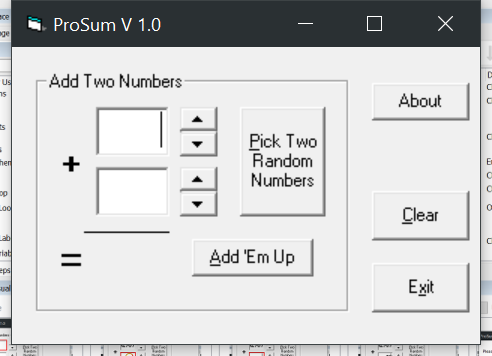 ProSum V 1.0
Add Two Numbers
+
=
Pick Two
Random
Numbers
Add 'Em Up
About
Clear
Exit